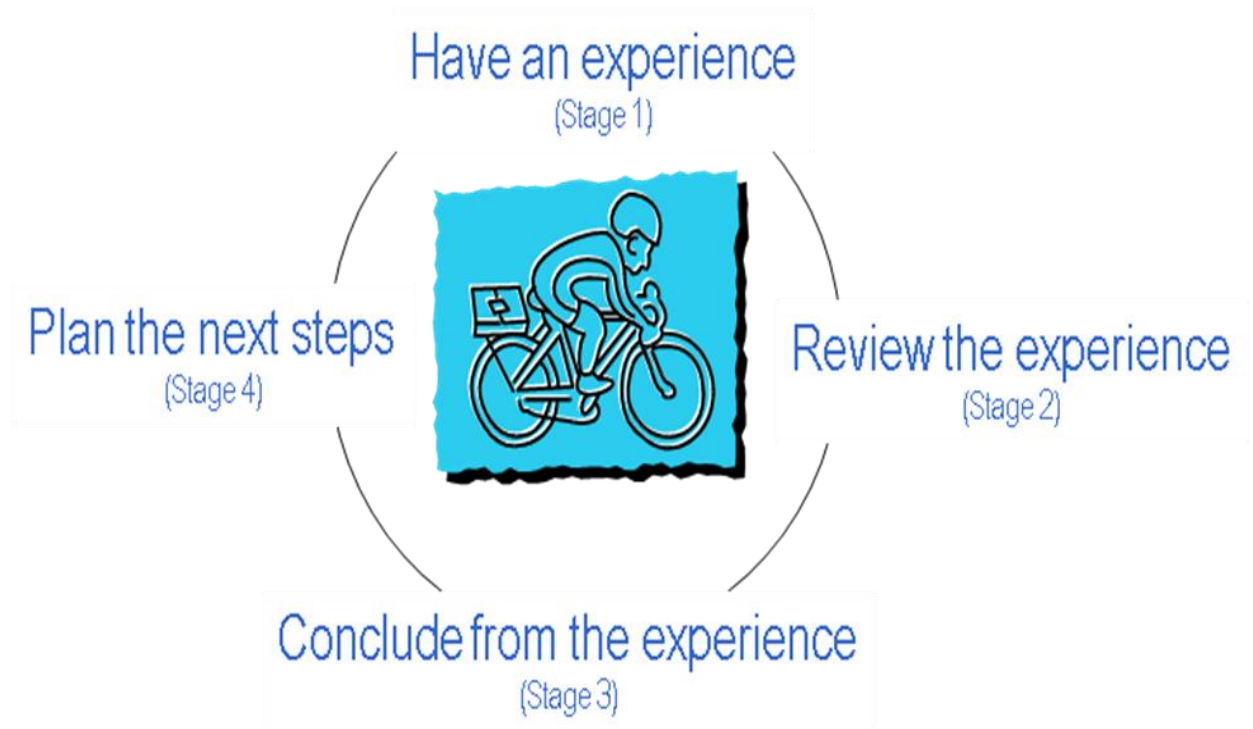 Have an experience
(Stage 1)
Review the experience
(Stage 2)
Conclude from the experience
(Stage 3)
Plan the next steps
(Stage 4)